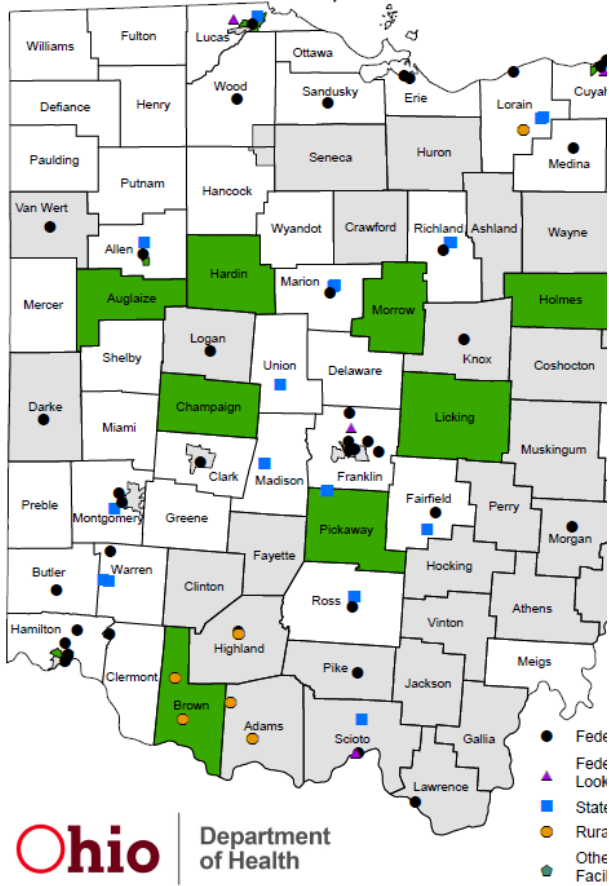 Williams
Fulton
Lucas
Ottawa
Wood
Sandusky
Erie
Lorain
Cuyah
Defiance
Henry
Paulding
Seneca
Huron
Medina
Putnam
Hancock
Van Wert
Wyandot
Crawford
Richland
Ashland
Wayne
Allen
Hardin
Marion
Mercer
Auglaize
Morrow
Holmes
Logan
Knox
Shelby
Union
Delaware
Coshocton
Darke
Champaign
Licking
Miami
Muskingum
Clark
Madison
Franklin
Preble
Montgomery
Greene
Fairfield
Perry
Pickaway
Morgan
Fayette
Butler
Warren
Clinton
Hocking
Ross
Athens
Hamilton
Highland
Vinton
Clermont
Pike
Meigs
Brown
Jackson
Adams
Scioto
Gallia
Lawrence
Fede
Fede
Look
State
Rura
Othe
Facil
Ohio
Department
of Health